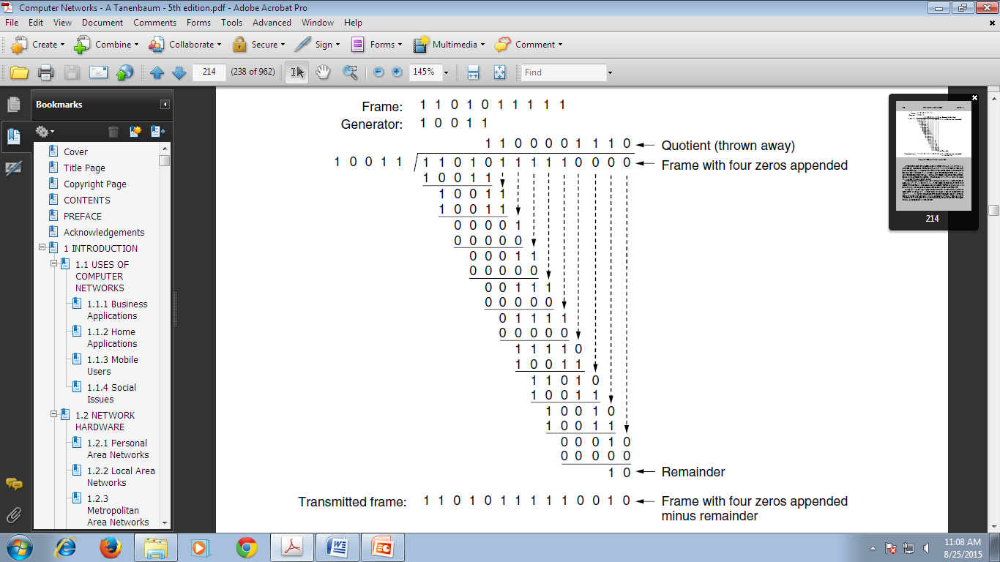 Computer Networks - A Tanenbaum - 5th edition.pdf - Adobe Acrobat Pro
File Edit View Document Comments Forms Tools Advanced Window Help
Create Combine Collaborate Secure Sign Forms Multimedia Comment
214 (238 of 962) 145% Find
Bookmarks
Cover
Title Page
Copyright Page
CONTENTS
PREFACE
Acknowledgements
1 INTRODUCTION
1.1 USES OF
COMPUTER
NETWORKS
1.1.1 Business
Applications
1.1.2 Home
Applications
1.1.3 Mobile
Users
1.1.4 Social
Issues
1.2 NETWORK
HARDWARE
1.2.1 Personal
Area Networks
1.2.2 Local Area
Networks
1.2.3
Metropolitan
Area Networks
Frame: 1 1 0 1 0 1 1 1 1 1
Generator: 1 0 0 1 1
1 1 0 0 0 0 1 1 1 0 Quotient (thrown away)
1 0 0 1 1 1 1 0 1 0 1 1 1 1 1 0 0 0 0 Frame with four zeros appended
1 0 0 1 1
1 0 0 1 1
1 0 0 1 1
0 0 0 0 1
0 0 0 0 0
0 0 0 1 1
0 0 0 0 0
0 0 1 1 1
0 0 0 0 0
0 1 1 1 1
0 0 0 0 0
1 1 1 1 0
1 0 0 1 1
1 1 0 1 0
1 0 0 1 1
1 0 0 1 0
1 0 0 1 1
0 0 0 1 0
0 0 0 0 0
1 0 Remainder
Transmitted frame: 1 1 0 1 0 1 1 1 1 1 0 0 1 0 Frame with four zeros appended
minus remainder
214
11:08 AM
8/25/2015